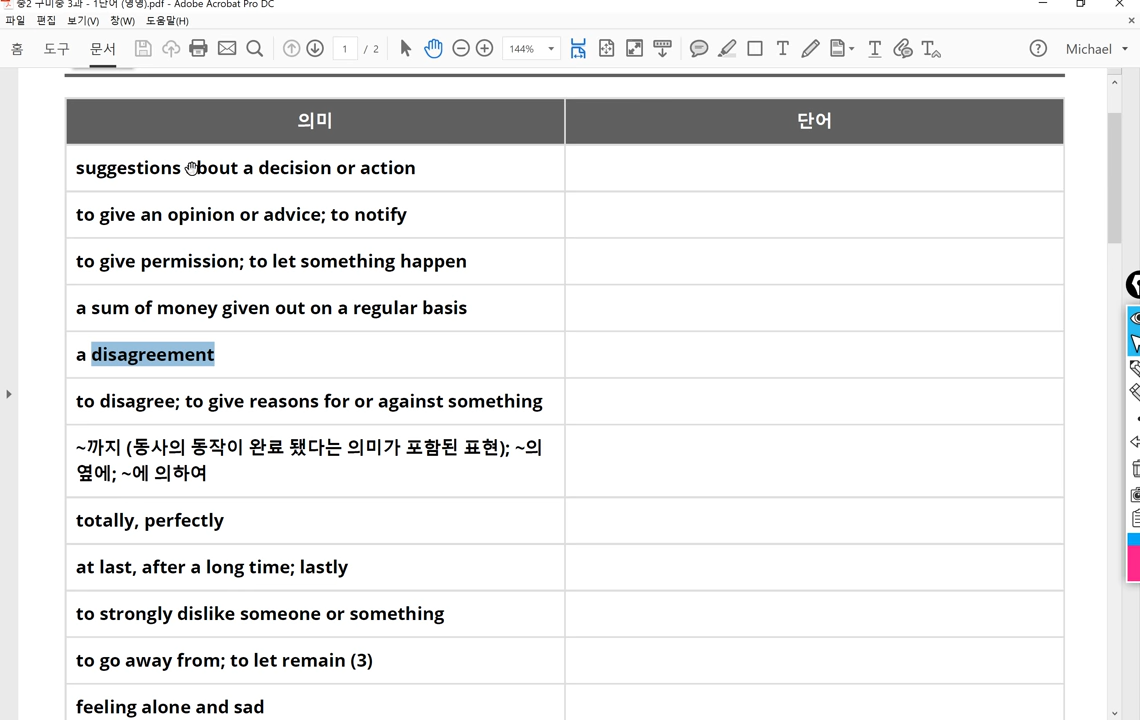 중2 구미중 3과 - 1단어 (영영).pdf - Adobe Acrobat Pro DC
파일 편집 보기(V) 창(W) 도움말(H)
홈 도구 문서 1 / 2 144% Michael
의미 단어
suggestions about a decision or action
to give an opinion or advice; to notify
to give permission; to let something happen
a sum of money given out on a regular basis
a disagreement
to disagree; to give reasons for or against something
~까지 (동사의 동작이 완료 됐다는 의미가 포함된 표현); ~의
옆에; ~에 의하여
totally, perfectly
at last, after a long time; lastly
to strongly dislike someone or something
to go away from; to let remain (3)
feeling alone and sad